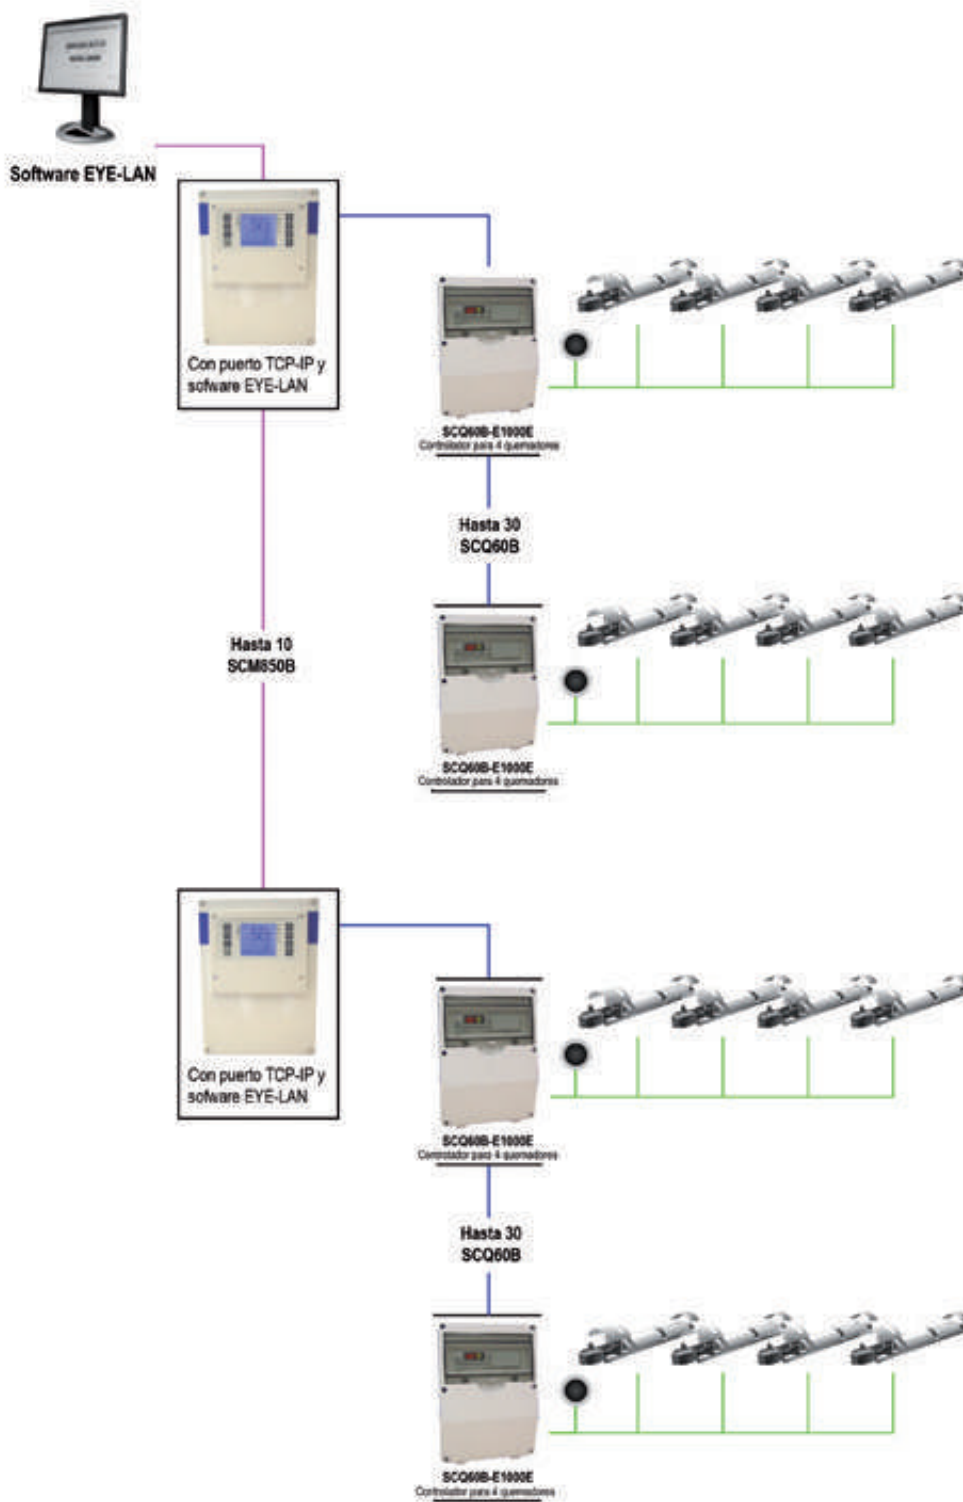 Software EYE-LAN
Con puerto TCP-IP y
sofware EYE-LAN
SCQ60B-E1000E
Controlador para 4 quemadores
Hasta 30
SCQ60B
SCQ60B-E1000E
Controlador para 4 quemadores
Hasta 10
SCM850B
Con puerto TCP-IP y
sofware EYE-LAN
SCQ60B-E1000E
Controlador para 4 quemadores
Hasta 30
SCQ60B
SCQ60B-E1000E
Controlador para 4 quemadores